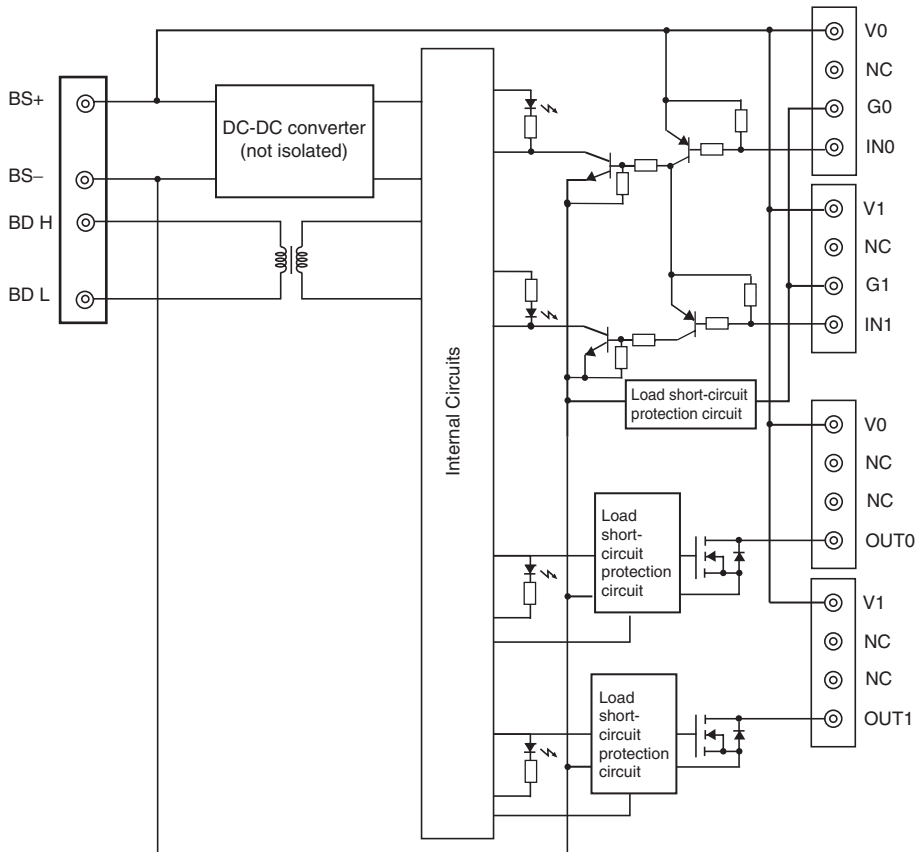 BS+
BS–
BD H
BD L
DC-DC converter
(not isolated)
Internal Circuits
Load short-circuit
protection circuit
Load
short-
circuit
protection
circuit
Load
short-
circuit
protection
circuit
V0
NC
G0
IN0
V1
NC
G1
IN1
V0
NC
NC
OUT0
V1
NC
NC
OUT1